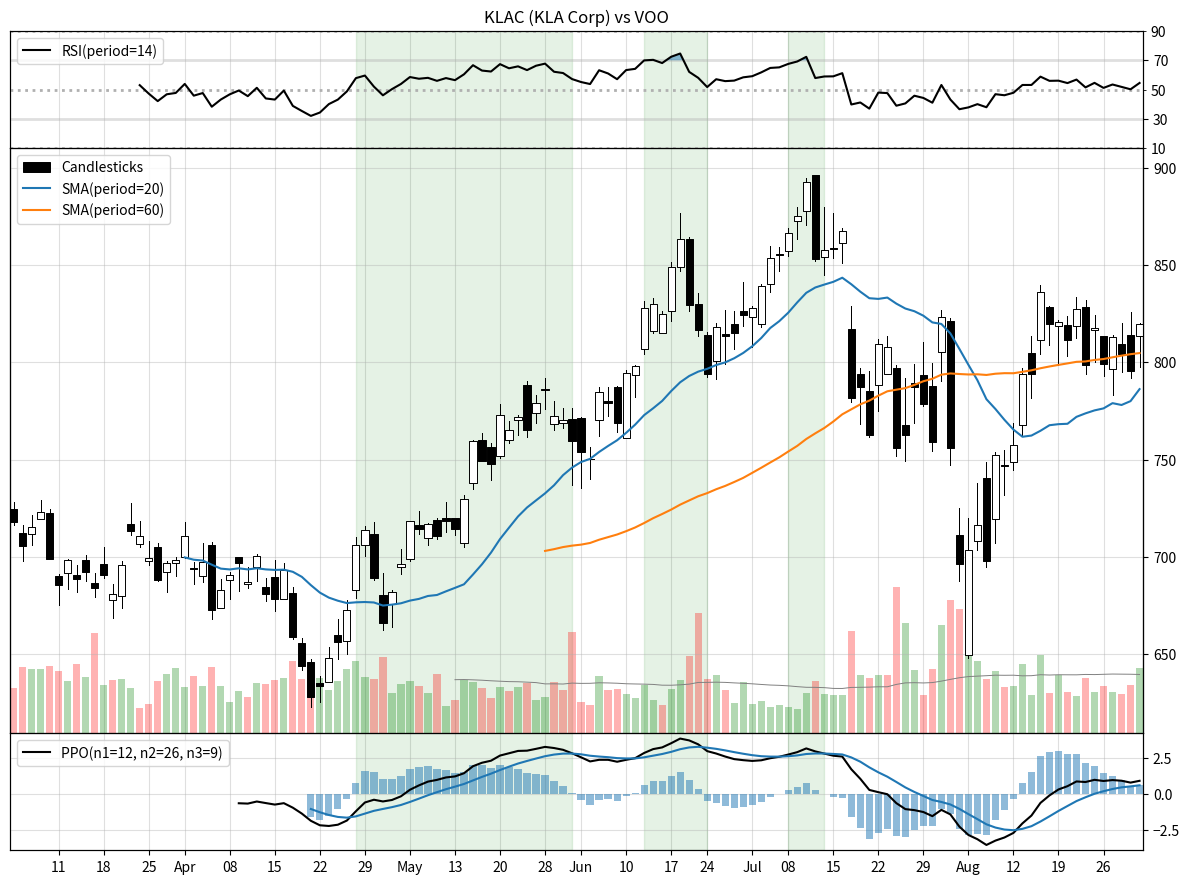 KLAC (KLA Corp) vs VOO
RSI(period=14)
90
70
50
30
10
Candlesticks
SMA(period=20)
SMA(period=60)
900
850
800
750
700
650
PPO(n1=12, n2=26, n3=9)
2.5
0.0
−2.5
11 18 25 Apr 08 15 22 29 May 13 20 28 Jun 10 17 24 Jul 08 15 22 29 Aug 12 19 26